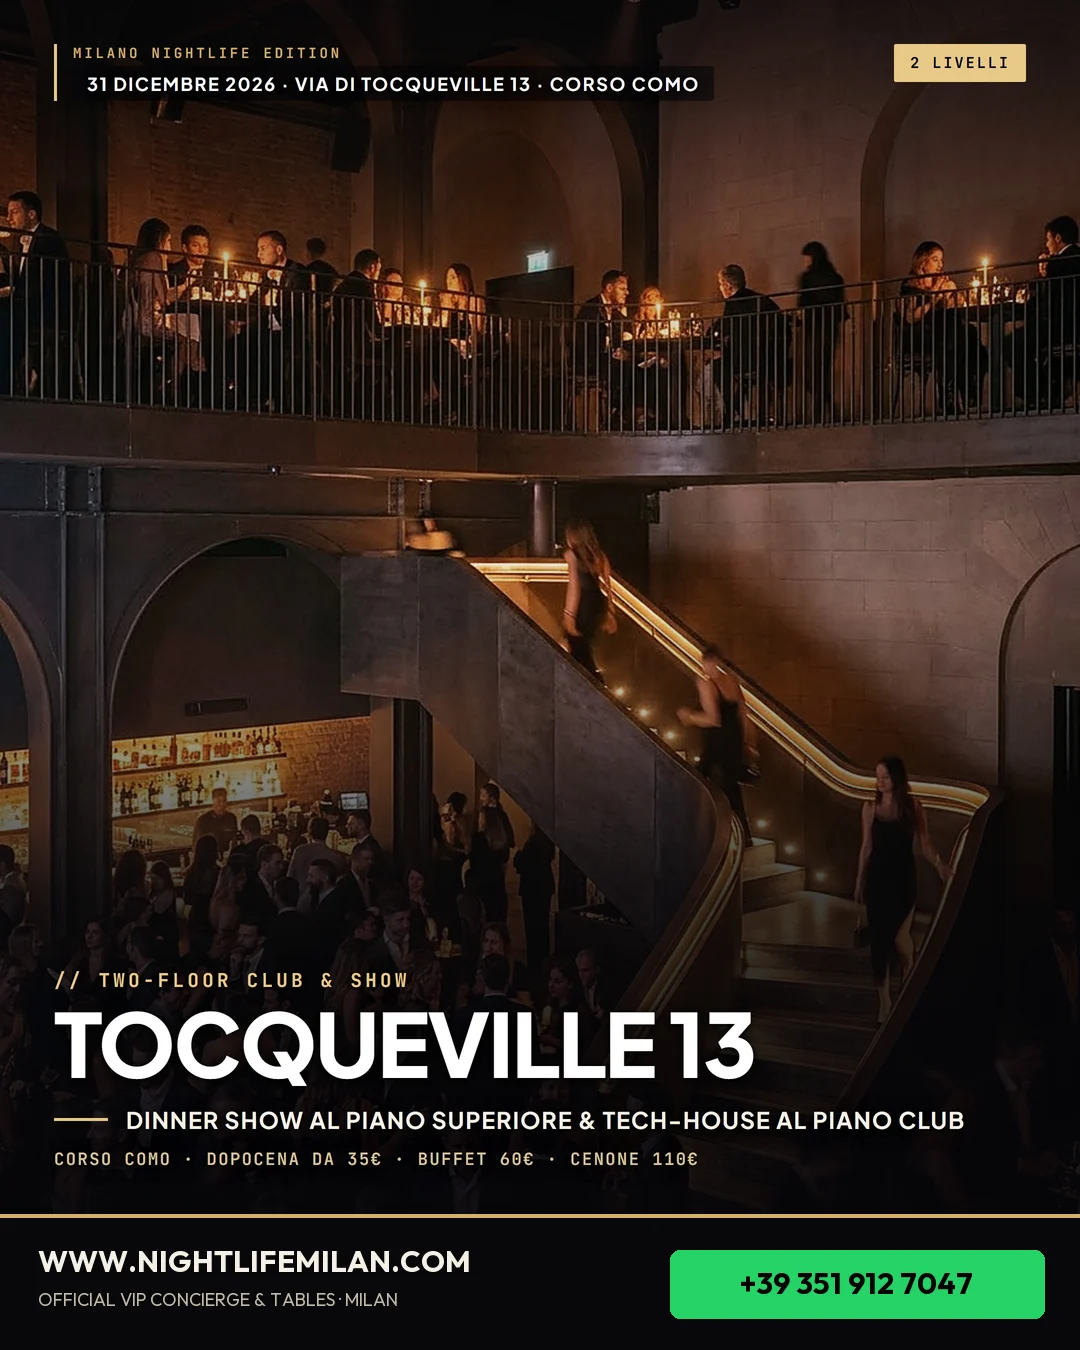 MILANO NIGHTLIFE EDITION
31 DICEMBRE 2026 · VIA DI TOCQUEVILLE 13 · CORSO COMO
2 LIVELLI
// TWO-FLOOR CLUB & SHOW
TOCQUEVILLE 13
DINNER SHOW AL PIANO SUPERIORE & TECH-HOUSE AL PIANO CLUB
CORSO COMO · DOPOCENA DA 35€ · BUFFET 60€ · CENONE 110€
WWW.NIGHTLIFEMILAN.COM
OFFICIAL VIP CONCIERGE & TABLES · MILAN
+39 351 912 7047